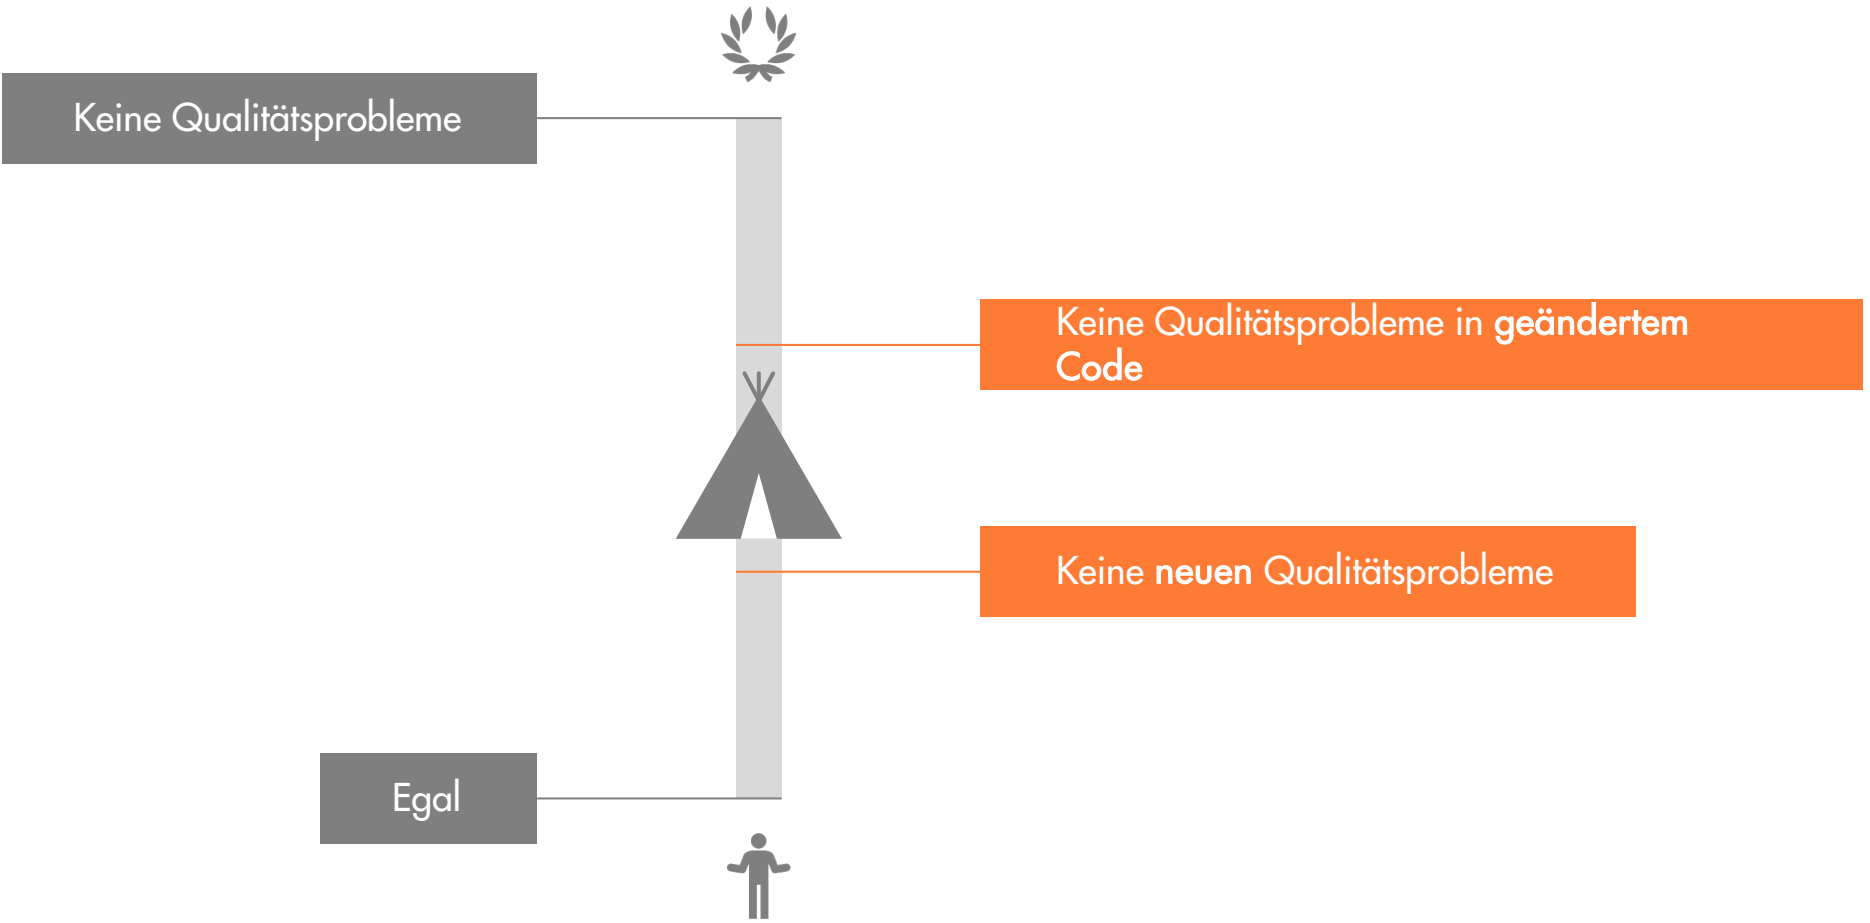 Keine Qualitätsprobleme
Keine Qualitätsprobleme in geändertem
Code
Keine neuen Qualitätsprobleme
Egal